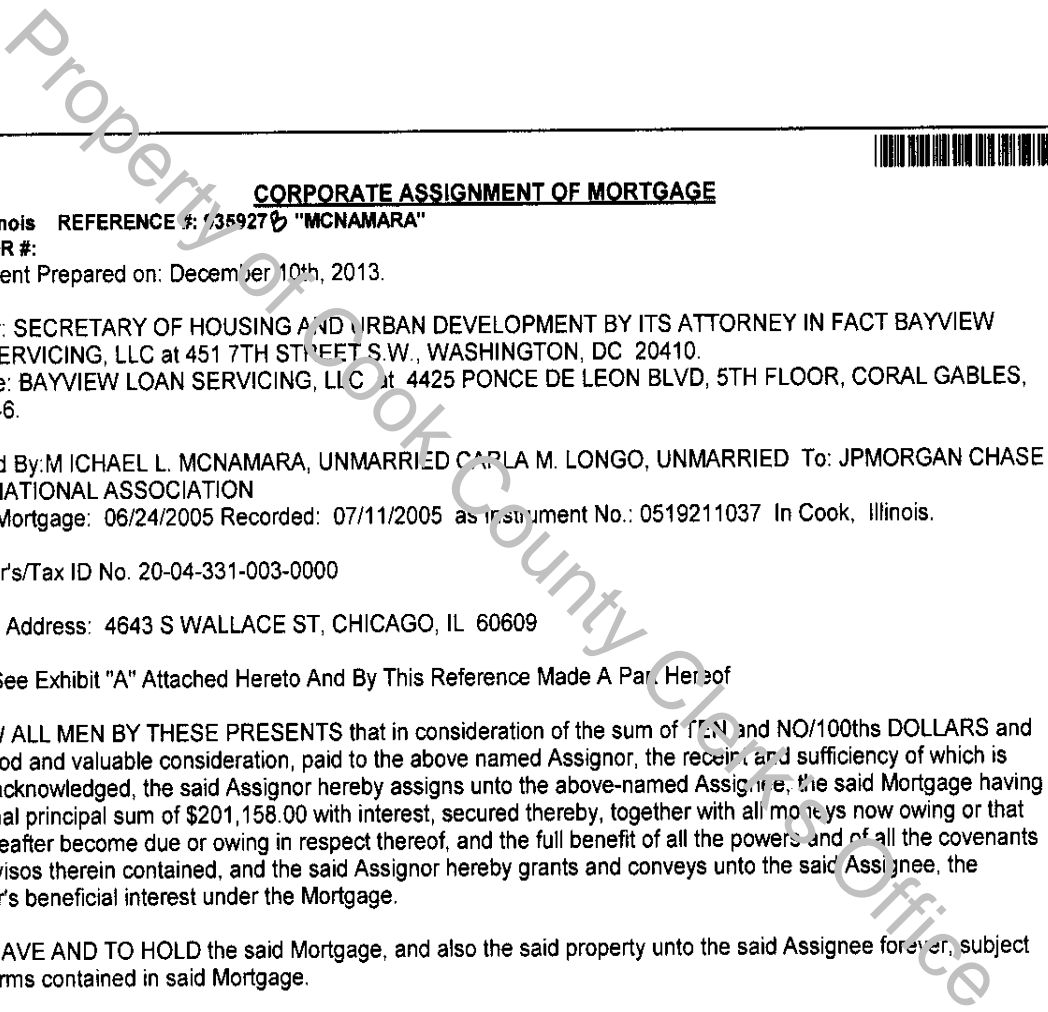 Property of Cook County Clerk's Office
CORPORATE ASSIGNMENT OF MORTGAGE
nois REFERENCE #: "MCNAMARA"
R #:
ent Prepared on: December 10th, 2013.
: SECRETARY OF HOUSING AND URBAN DEVELOPMENT BY ITS ATTORNEY IN FACT BAYVIEW
ERVICING, LLC at 451 7TH STREET S.W., WASHINGTON, DC 20410.
e: BAYVIEW LOAN SERVICING, LLC at 4425 PONCE DE LEON BLVD, 5TH FLOOR, CORAL GABLES,
6.
d By:M ICHAEL L. MCNAMARA, UNMARRIED CARLA M. LONGO, UNMARRIED To: JPMORGAN CHASE
NATIONAL ASSOCIATION
Mortgage: 06/24/2005 Recorded: 07/11/2005 as Instrument No.: 0519211037 In Cook, Illinois.
r's/Tax ID No. 20-04-331-003-0000
Address: 4643 S WALLACE ST, CHICAGO, IL 60609
See Exhibit "A" Attached Hereto And By This Reference Made A Part Hereof
ALL MEN BY THESE PRESENTS that in consideration of the sum of TEN and NO/100ths DOLLARS and
od and valuable consideration, paid to the above named Assignor, the receipt and sufficiency of which is
acknowledged, the said Assignor hereby assigns unto the above-named Assignee, the said Mortgage having
al principal sum of $201,158.00 with interest, secured thereby, together with all moneys now owing or that
eafter become due or owing in respect thereof, and the full benefit of all the powers and of all the covenants
visos therein contained, and the said Assignor hereby grants and conveys unto the said Assignee, the
r's beneficial interest under the Mortgage.
AVE AND TO HOLD the said Mortgage, and also the said property unto the said Assignee forever, subject
rms contained in said Mortgage.